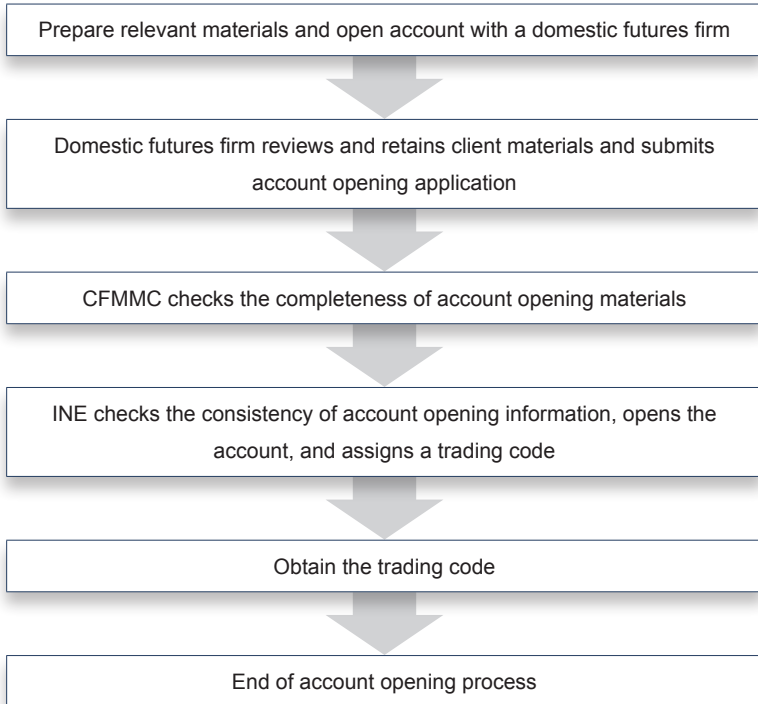 Prepare relevant materials and open account with a domestic futures firm
Domestic futures firm reviews and retains client materials and submits
account opening application
CFMMC checks the completeness of account opening materials
INE checks the consistency of account opening information, opens the
account, and assigns a trading code
Obtain the trading code
End of account opening process